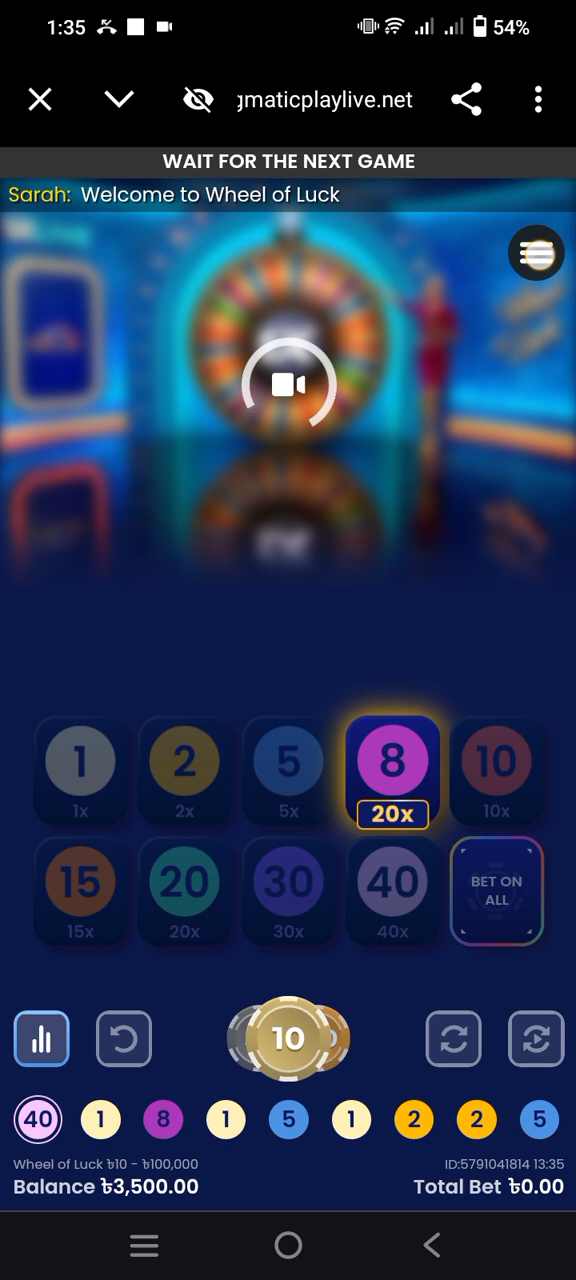 1:35 54%
gmaticplaylive.net
WAIT FOR THE NEXT GAME
Sarah: Welcome to Wheel of Luck
1 2 5 8 10
1x 2x 5x 20x 10x
15 20 30 40 BET ON ALL
15x 20x 30x 40x
10
40 1 8 1 5 1 2 2 5
Wheel of Luck ৳10 - ৳100,000 ID:5791041814 13:35
Balance ৳3,500.00 Total Bet ৳0.00